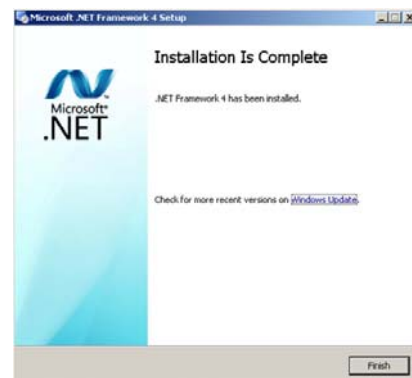 Microsoft .NET Framework 4 Setup
Installation Is Complete
Microsoft®
.NET
.NET Framework 4 has been installed.
Check for more recent versions on Windows Update.
Finish